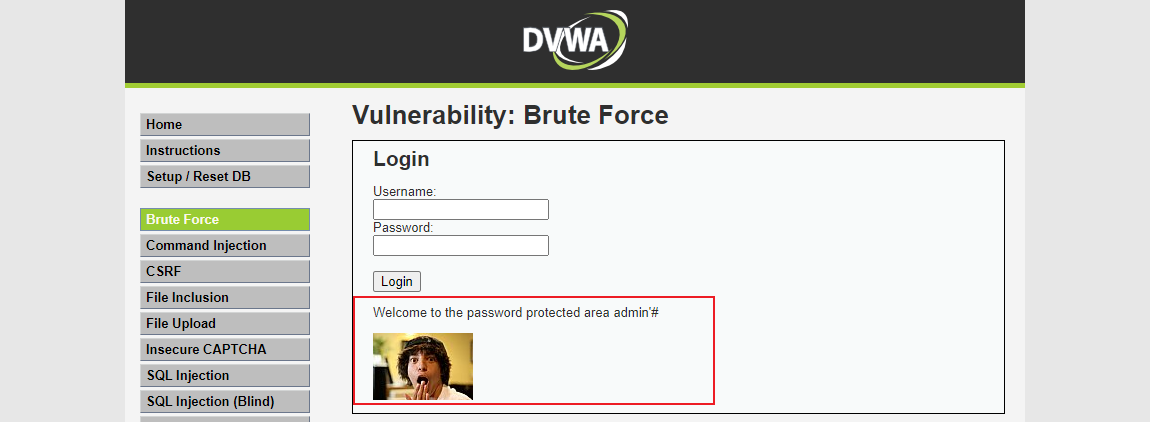 DVWA
Vulnerability: Brute Force
Home
Instructions
Setup / Reset DB
Brute Force
Command Injection
CSRF
File Inclusion
File Upload
Insecure CAPTCHA
SQL Injection
SQL Injection (Blind)
Login
Username:
Password:
Login
Welcome to the password protected area admin'#